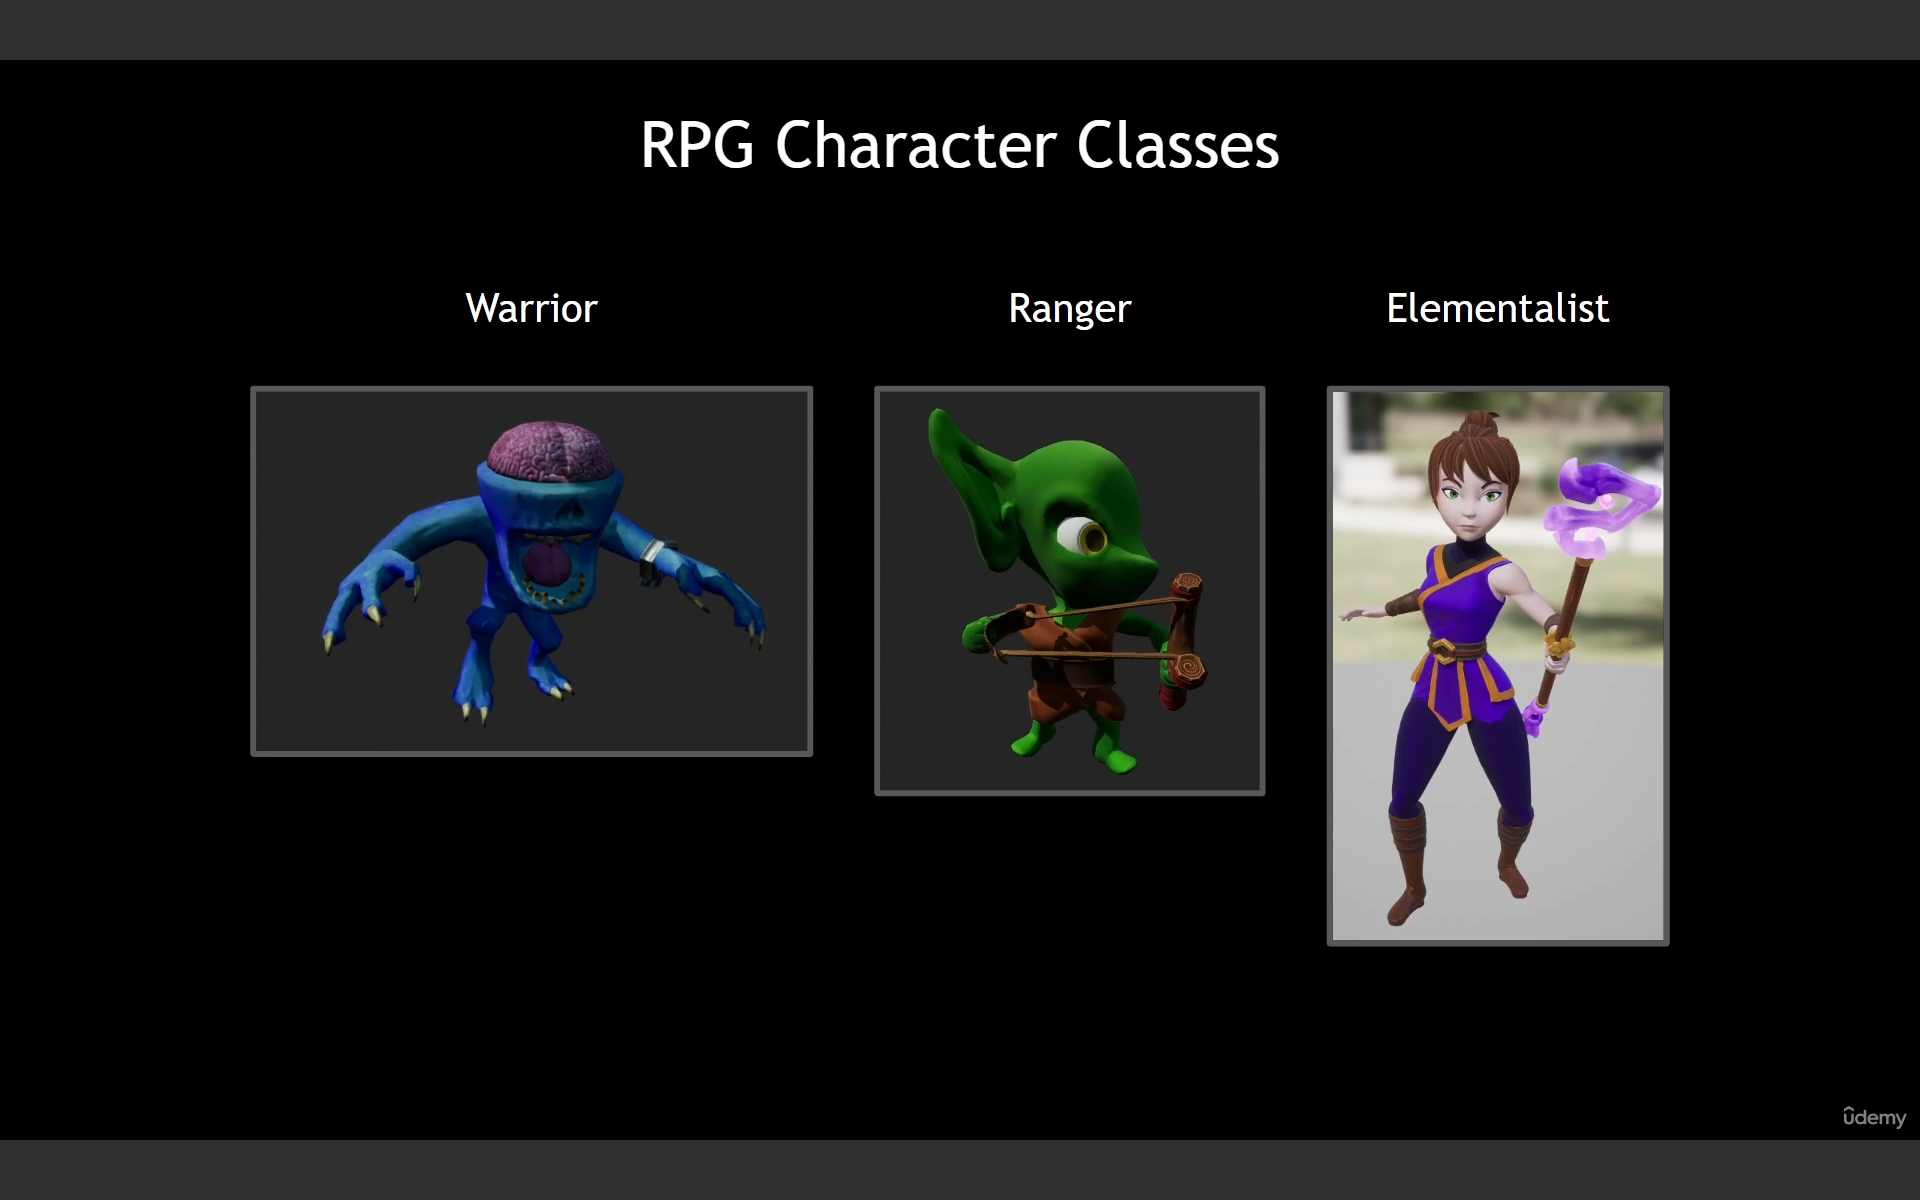 RPG Character Classes
Warrior
Ranger
Elementalist
ûdemy